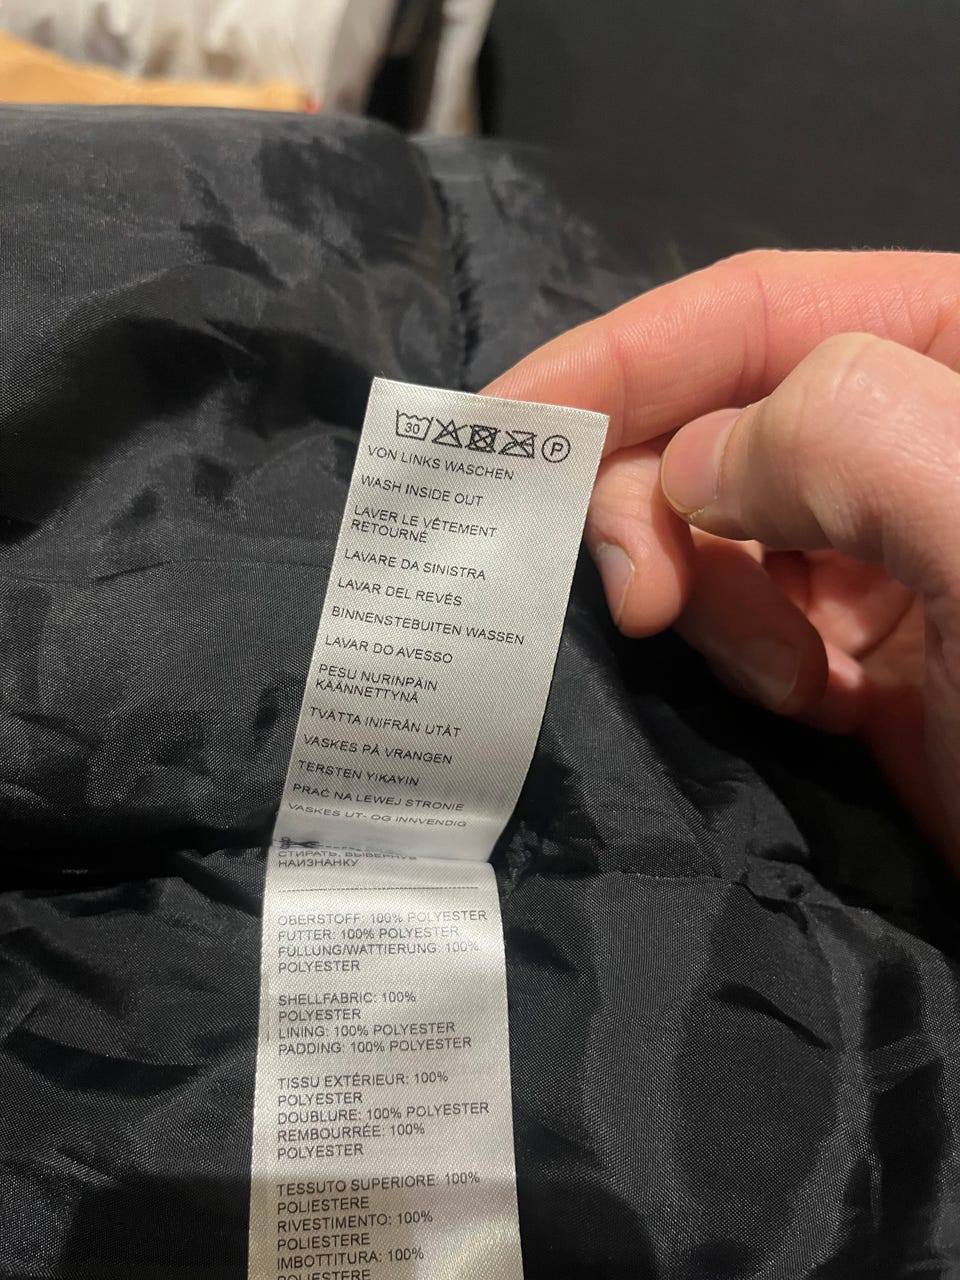 30 P
VON LINKS WASCHEN
WASH INSIDE OUT
LAVER LE VÊTEMENT
RETOURNÉ
LAVARE DA SINISTRA
LAVAR DEL REVÉS
BINNENSTEBUITEN WASSEN
LAVAR DO AVESSO
PESU NURINPAIN
KÄÄNNETTYNÄ
TVÄTTA INIFRÅN UTÅT
VASKES PÅ VRANGEN
TERSTEN YIKAYIN
PRAĆ NA LEWEJ STRONIE
VASKES UT- OG INNVENDIG
СТИРАТЬ, ВЫВЕРНУВ
НАИЗНАНКУ
OBERSTOFF: 100% POLYESTER
FUTTER: 100% POLYESTER
FÜLLUNG/WATTIERUNG: 100%
POLYESTER
SHELLFABRIC: 100%
POLYESTER
LINING: 100% POLYESTER
PADDING: 100% POLYESTER
TISSU EXTÉRIEUR: 100%
POLYESTER
DOUBLURE: 100% POLYESTER
REMBOURRÉE: 100%
POLYESTER
TESSUTO SUPERIORE: 100%
POLIESTERE
RIVESTIMENTO: 100%
POLIESTERE
IMBOTTITURA: 100%
POLIESTERE